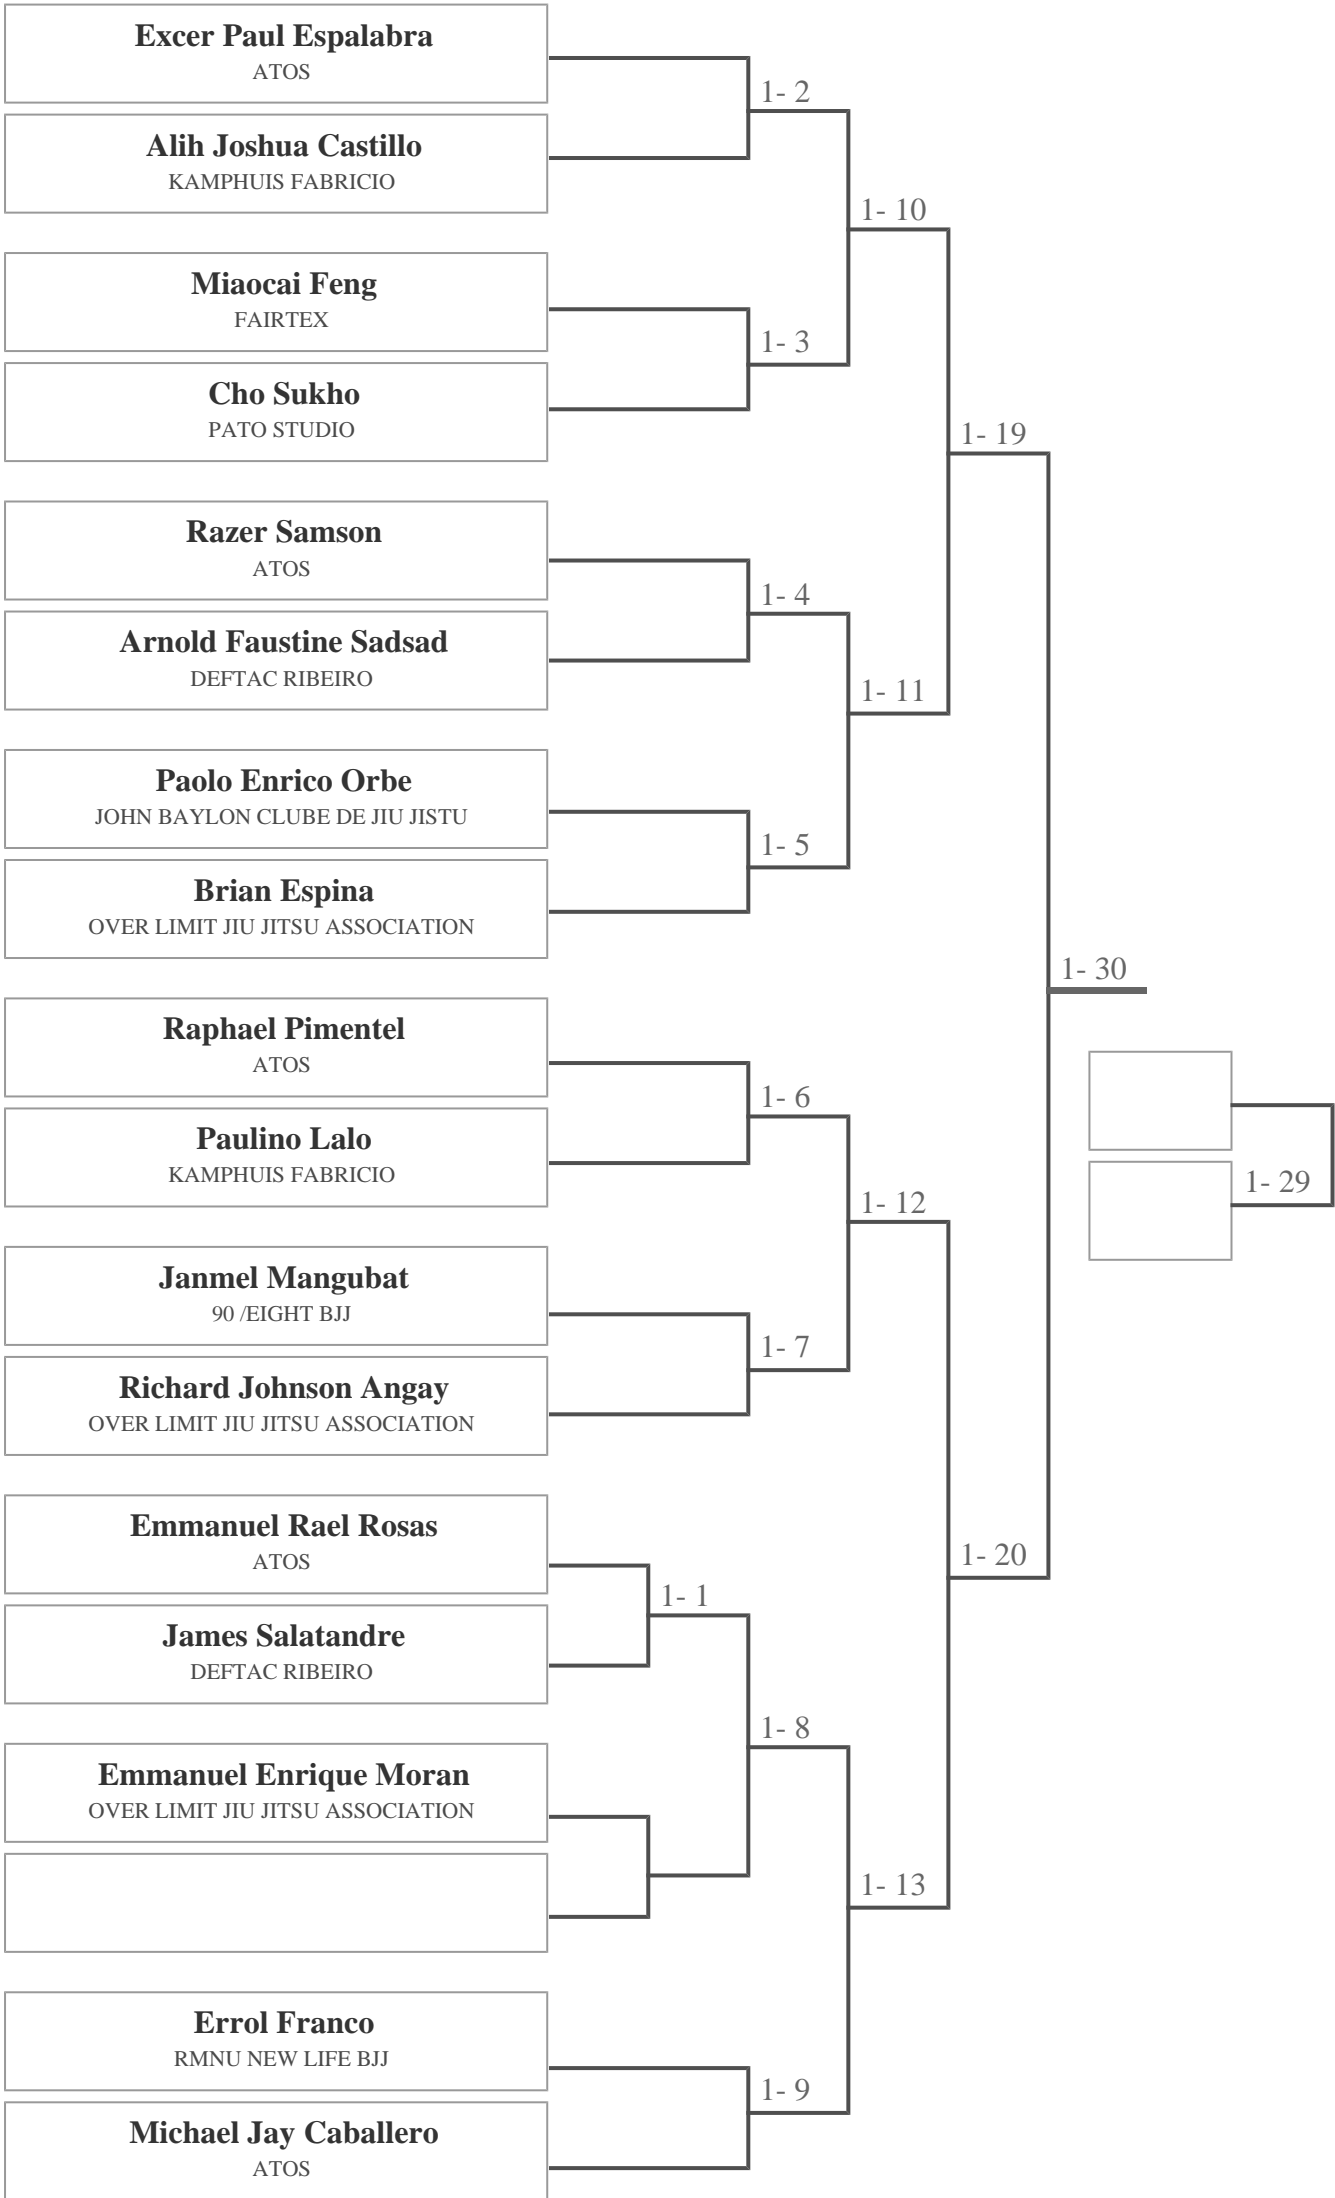 Excer Paul Espalabra
ATOS
1- 2
Alih Joshua Castillo
KAMPHUIS FABRICIO
1- 10
Miaocai Feng
FAIRTEX
1- 3
Cho Sukho
PATO STUDIO
1- 19
Razer Samson
ATOS
1- 4
Arnold Faustine Sadsad
DEFTAC RIBEIRO
1- 11
Paolo Enrico Orbe
JOHN BAYLON CLUBE DE JIU JISTU
1- 5
Brian Espina
OVER LIMIT JIU JITSU ASSOCIATION
1- 30
Raphael Pimentel
ATOS
1- 6
Paulino Lalo
KAMPHUIS FABRICIO
1- 29
1- 12
Janmel Mangubat
90 /EIGHT BJJ
1- 7
Richard Johnson Angay
OVER LIMIT JIU JITSU ASSOCIATION
Emmanuel Rael Rosas
ATOS
1- 20
1- 1
James Salatandre
DEFTAC RIBEIRO
1- 8
Emmanuel Enrique Moran
OVER LIMIT JIU JITSU ASSOCIATION
1- 13
Errol Franco
RMNU NEW LIFE BJJ
1- 9
Michael Jay Caballero
ATOS